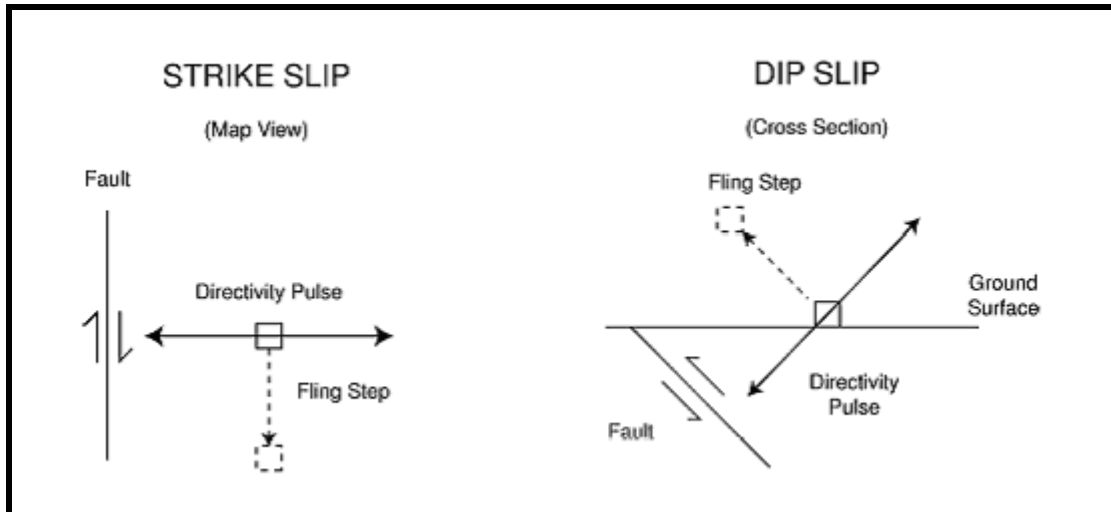 STRIKE SLIP
(Map View)
Fault
Directivity Pulse
Fling Step
DIP SLIP
(Cross Section)
Fling Step
Ground
Surface
Directivity
Pulse
Fault